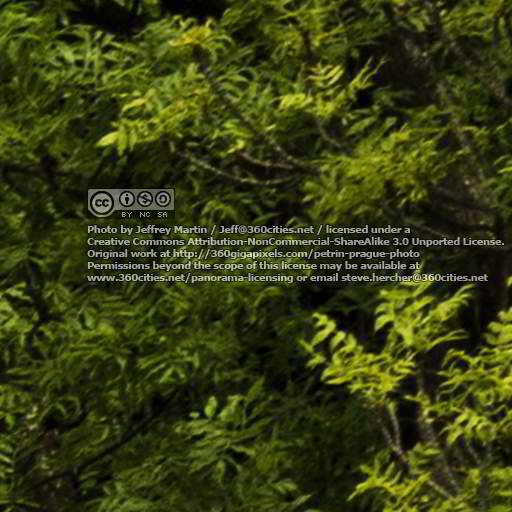 cc
BY NC SA
Photo by Jeffrey Martin / Jeff@360cities.net / licensed under a
Creative Commons Attribution-NonCommercial-ShareAlike 3.0 Unported License.
Original work at http://360gigapixels.com/petrin-prague-photo
Permissions beyond the scope of this license may be available at
www.360cities.net/panorama-licensing or email steve.hercher@360cities.net